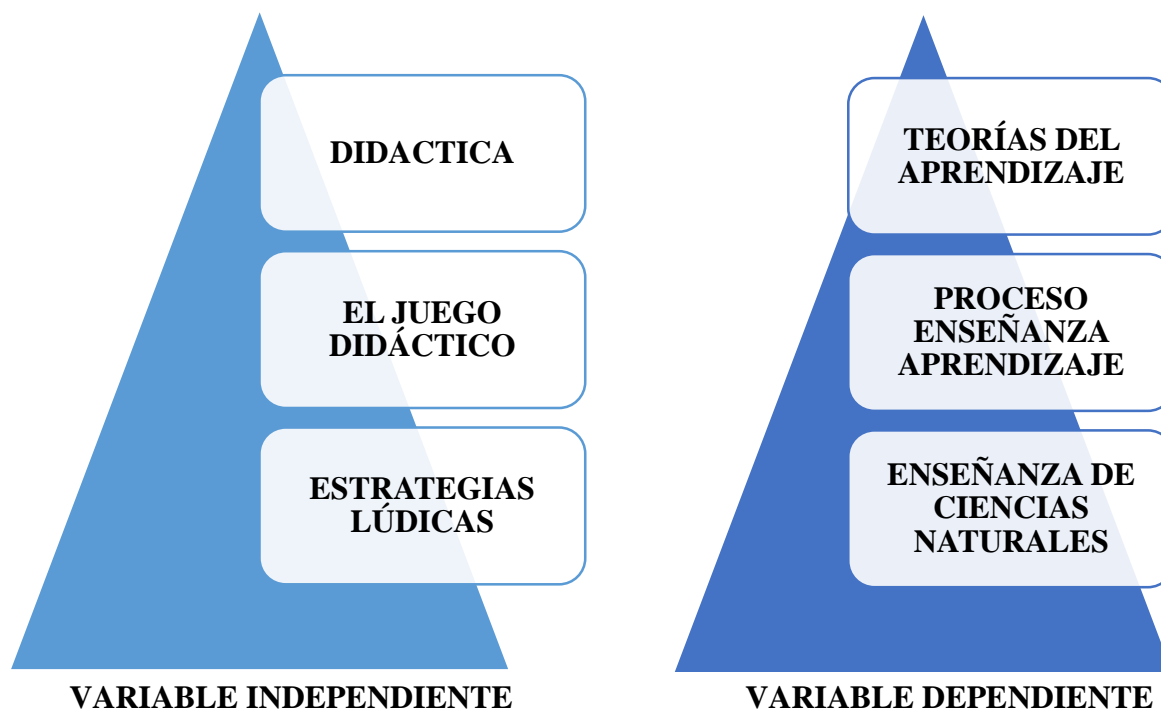 DIDACTICA
EL JUEGO
DIDÁCTICO
ESTRATEGIAS
LÚDICAS
VARIABLE INDEPENDIENTE
TEORÍAS DEL
APRENDIZAJE
PROCESO
ENSEÑANZA
APRENDIZAJE
ENSEÑANZA DE
CIENCIAS
NATURALES
VARIABLE DEPENDIENTE